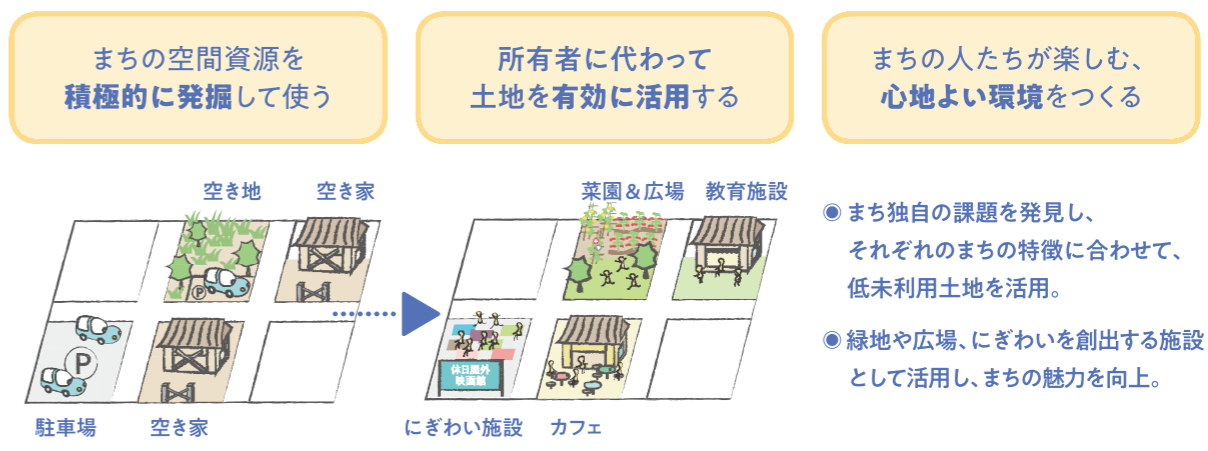 まちの空間資源を
積極的に発掘して使う
所有者に代わって
土地を有効に活用する
まちの人たちが楽しむ、
心地よい環境をつくる
空き地
空き家
P
P
駐車場
空き家
菜園＆広場
教育施設
休日屋外
映画館
にぎわい施設
カフェ
◉ まち独自の課題を発見し、
それぞれのまちの特徴に合わせて、
低未利用土地を活用。
◉ 緑地や広場、にぎわいを創出する施設
として活用し、まちの魅力を向上。